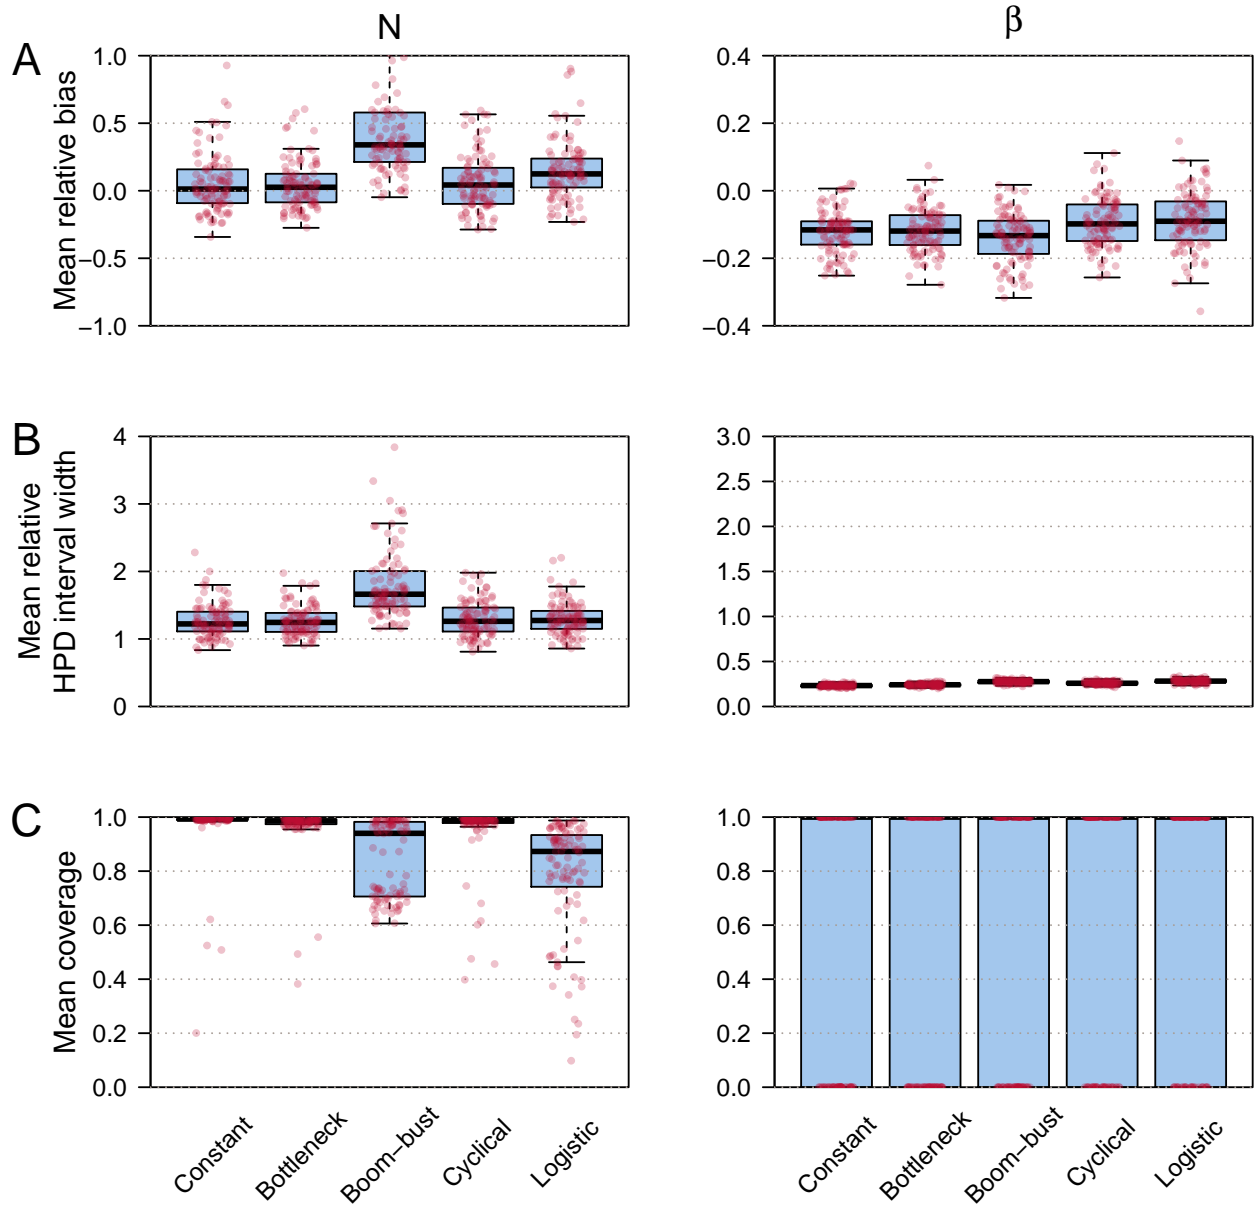 N
β
A
Mean relative bias
1.0
0.5
0.0
−0.5
−1.0
0.4
0.2
0.0
−0.2
−0.4
B
Mean relative
HPD interval width
4
3
2
1
0
3.0
2.5
2.0
1.5
1.0
0.5
0.0
C
Mean coverage
1.0
0.8
0.6
0.4
0.2
0.0
1.0
0.8
0.6
0.4
0.2
0.0
Constant
Bottleneck
Boom−bust
Cyclical
Logistic
Constant
Bottleneck
Boom−bust
Cyclical
Logistic